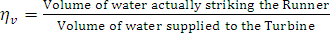 η_v = Volume of water actually striking the Runner / Volume of water supplied to the Turbine